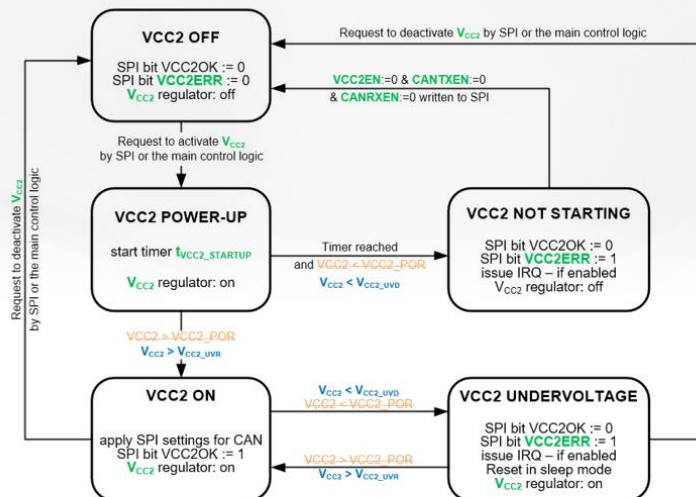 Request to deactivate VCC2 by SPI or the main control logic
VCC2 OFF
SPI bit VCC2OK := 0
SPI bit VCC2ERR := 0
VCC2 regulator: off
VCC2EN:=0 & CANTXEN:=0
& CANRXEN:=0 written to SPI
Request to activate VCC2
by SPI or the main control logic
Request to deactivate VCC2
by SPI or the main control logic
VCC2 POWER-UP
start timer tVCC2_STARTUP
VCC2 regulator: on
Timer reached
and VCC2 < VCC2_POR
VCC2 < VCC2_UVD
VCC2 NOT STARTING
SPI bit VCC2OK := 0
SPI bit VCC2ERR := 1
issue IRQ – if enabled
VCC2 regulator: off
VCC2 > VCC2_POR
VCC2 > VCC2_UVR
VCC2 ON
apply SPI settings for CAN
SPI bit VCC2OK := 1
VCC2 regulator: on
VCC2 < VCC2_UVD
VCC2 < VCC2_POR
VCC2 > VCC2_POR
VCC2 > VCC2_UVR
VCC2 UNDERVOLTAGE
SPI bit VCC2OK := 0
SPI bit VCC2ERR := 1
issue IRQ – if enabled
Reset in sleep mode
VCC2 regulator: on